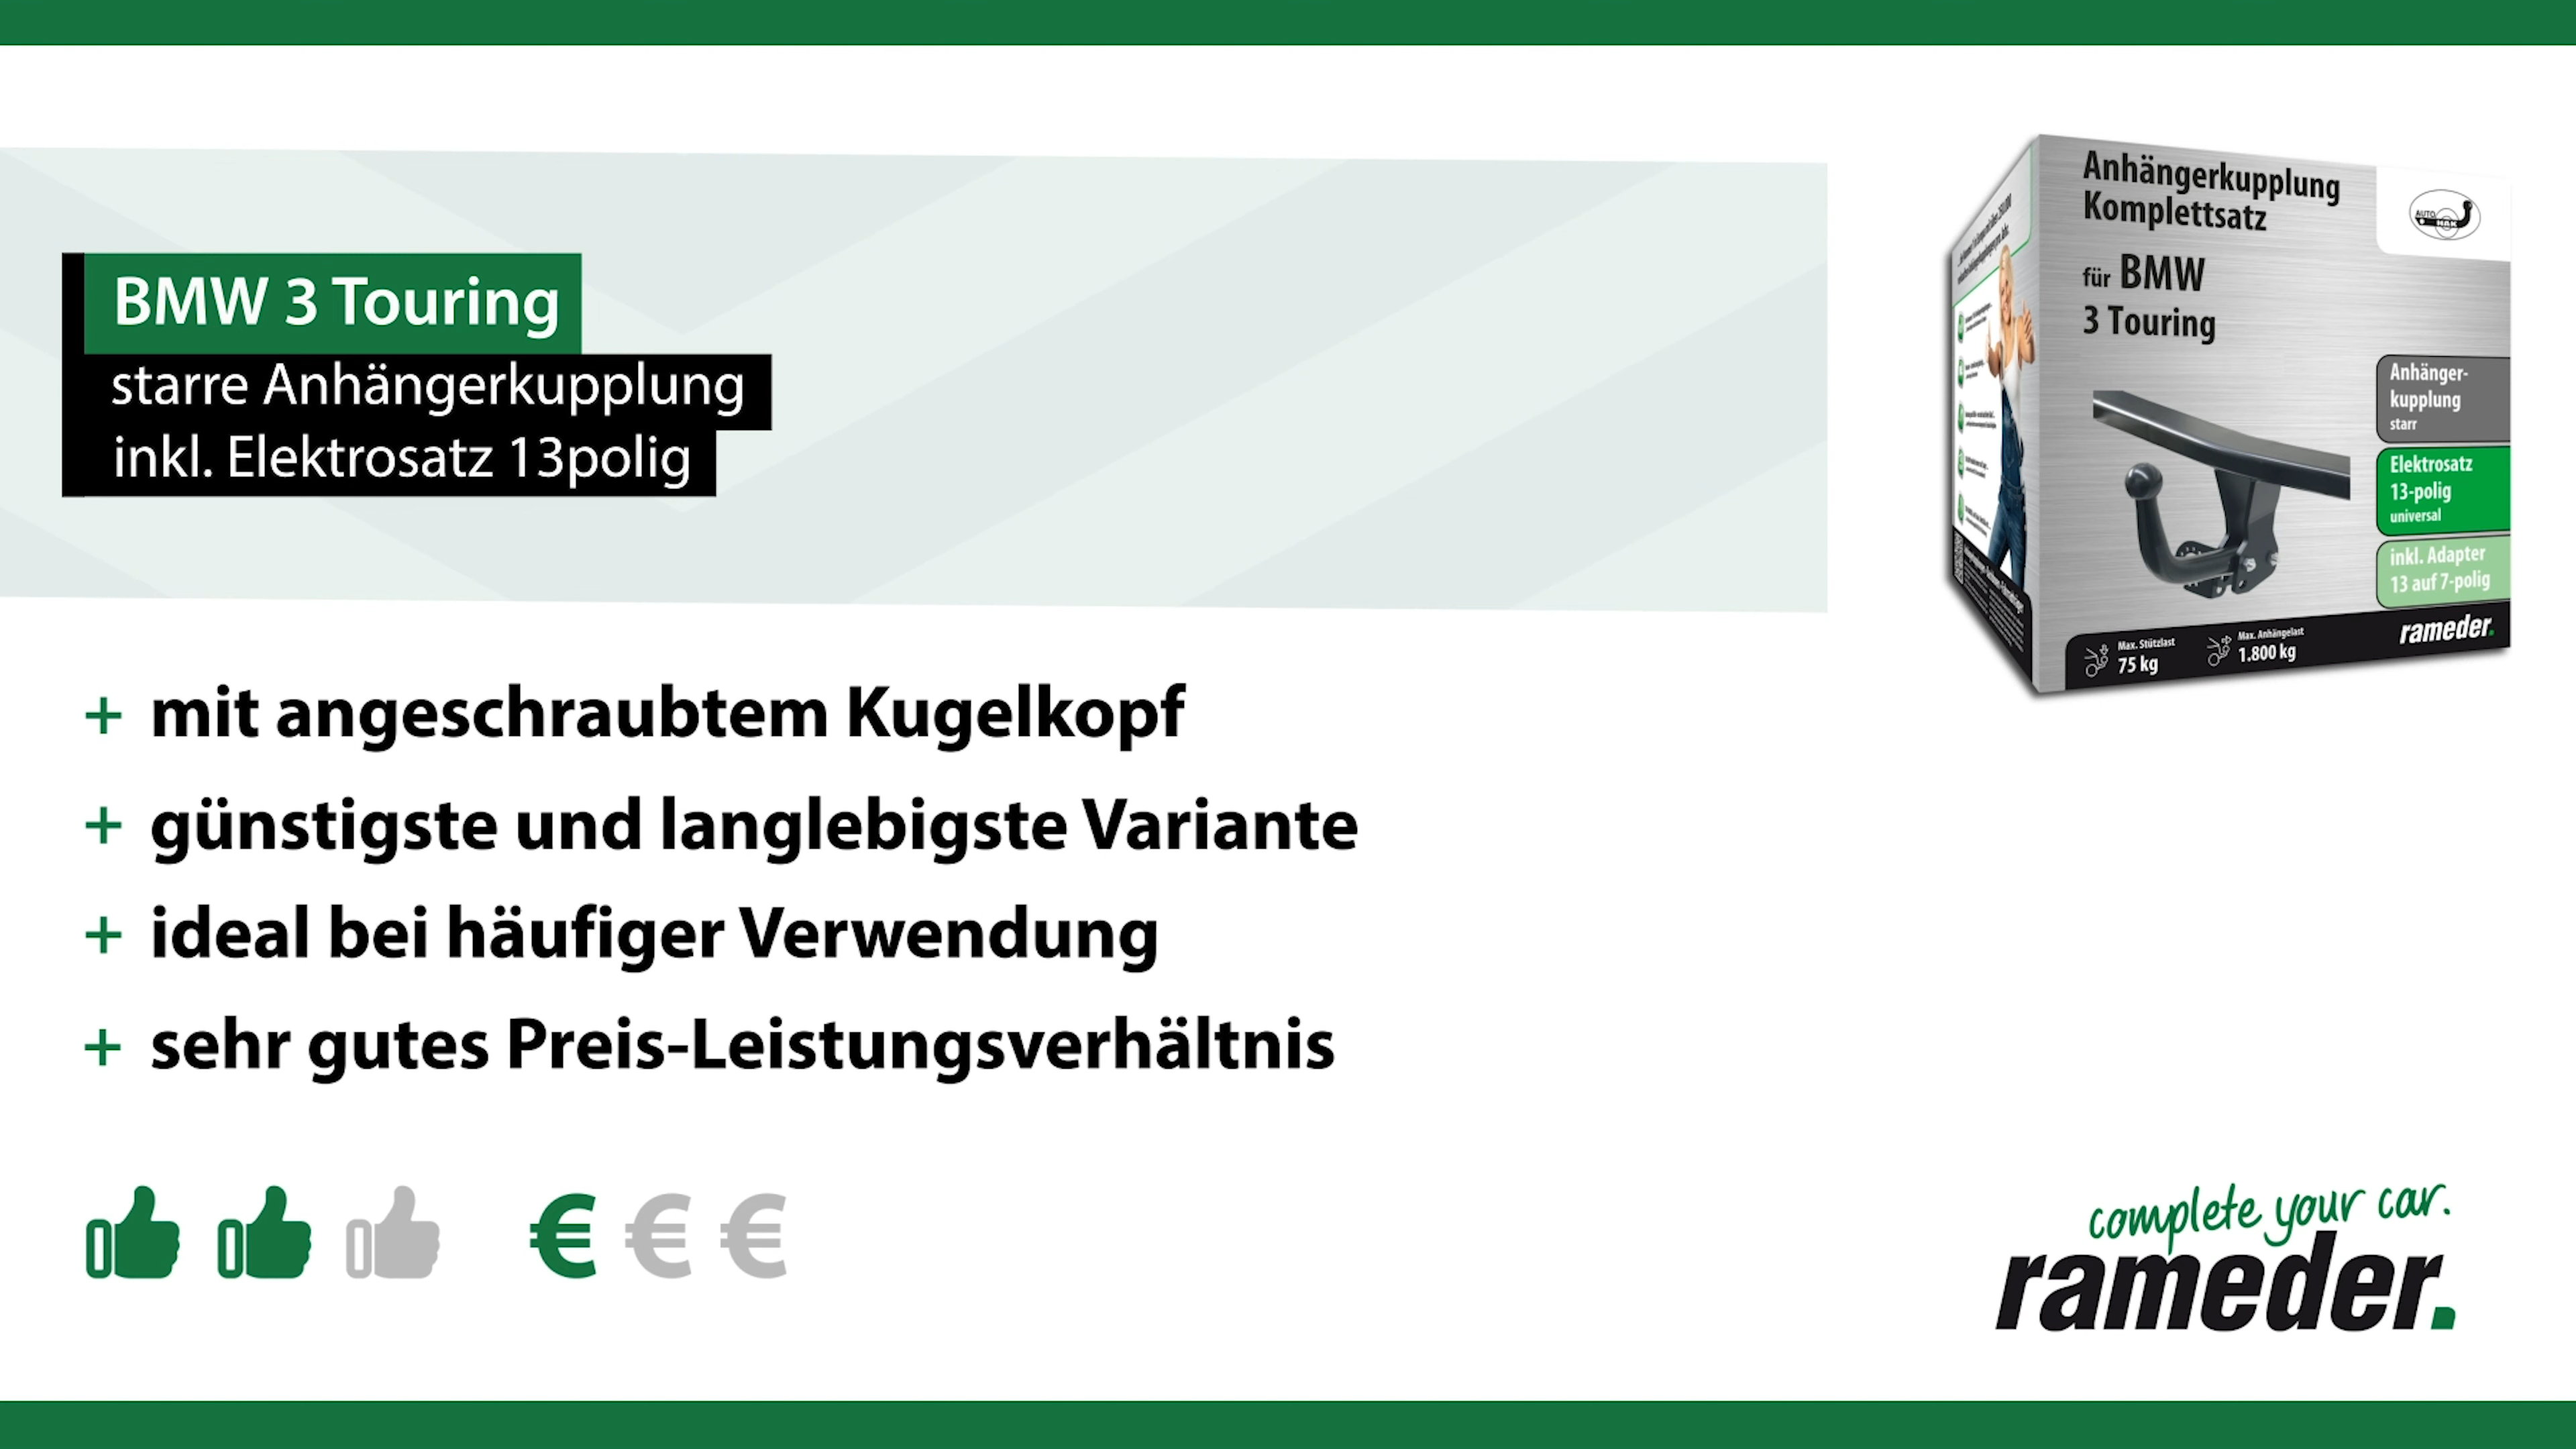 BMW 3 Touring
starre Anhängerkupplung
inkl. Elektrosatz 13polig
Anhängerkupplung
Komplettsatz
für BMW
3 Touring
AUTO
HAK
Anhänger-
kupplung
starr
Elektrosatz
13-polig
universal
inkl. Adapter
13 auf 7-polig
Max. Stützlast
75 kg
Max. Anhängelast
1.800 kg
rameder.
+ mit angeschraubtem Kugelkopf
+ günstigste und langlebigste Variante
+ ideal bei häufiger Verwendung
+ sehr gutes Preis-Leistungsverhältnis
€ € €
complete your car.
rameder.